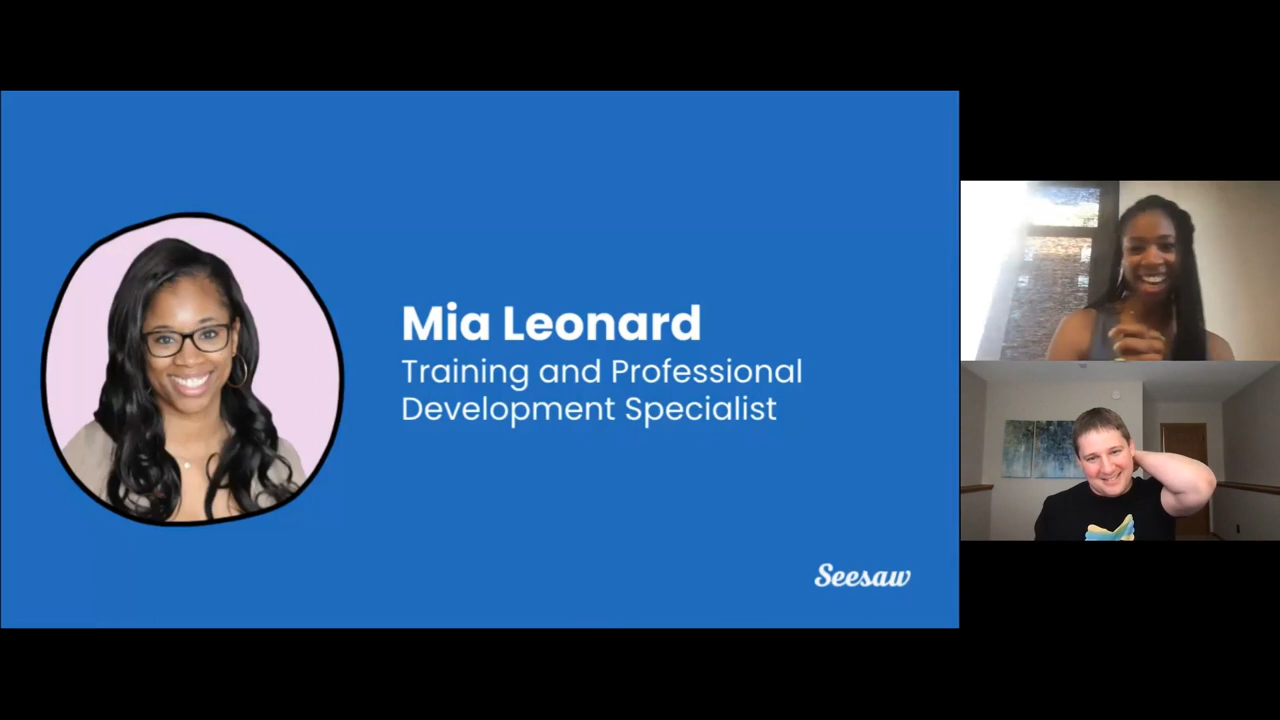 Mia Leonard
Training and Professional
Development Specialist
Seesaw